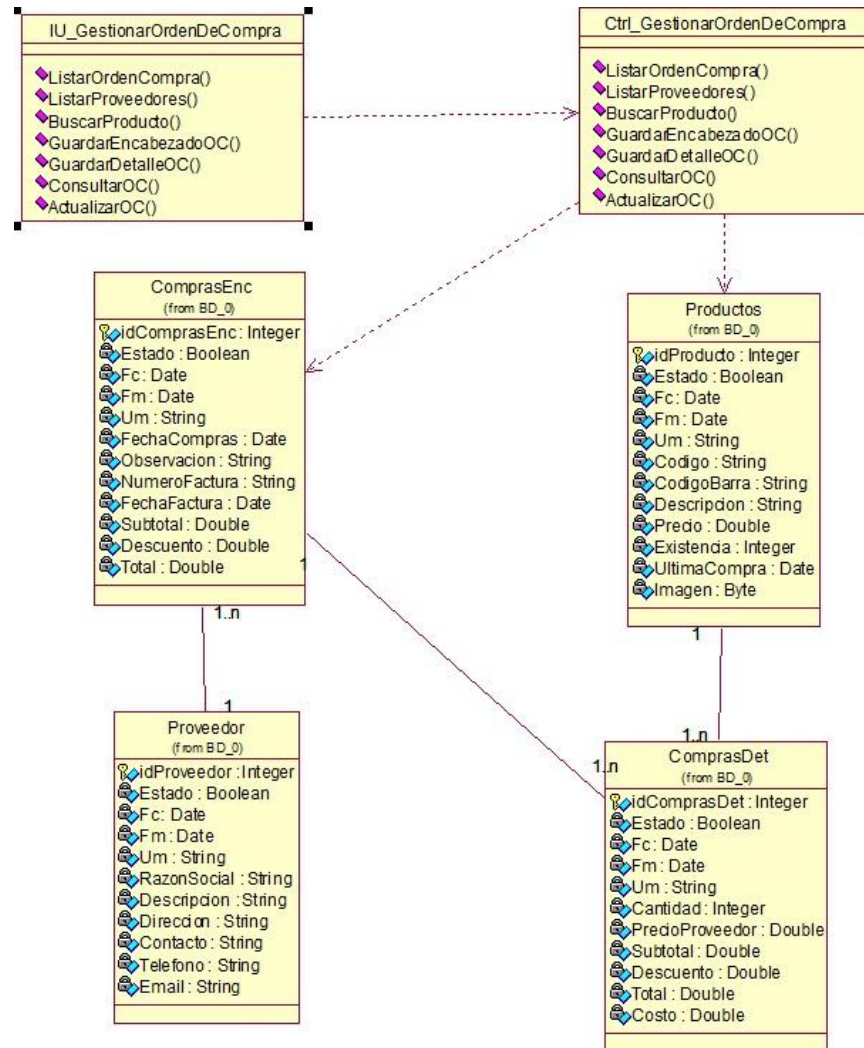 IU_GestionarOrdenDeCompra
ListarOrdenCompra()
ListarProveedores()
BuscarProducto()
GuardarEncabezadoOC()
GuardarDetalleOC()
ConsultarOC()
ActualizarOC()
Ctrl_GestionarOrdenDeCompra
ListarOrdenCompra()
ListarProveedores()
BuscarProducto()
GuardarEncabezadoOC()
GuardarDetalleOC()
ConsultarOC()
ActualizarOC()
ComprasEnc
(from BD_0)
idComprasEnc : Integer
Estado : Boolean
Fc : Date
Fm : Date
Um : String
FechaCompras : Date
Observacion : String
NumeroFactura : String
FechaFactura : Date
Subtotal : Double
Descuento : Double
Total : Double
1
1..n
Productos
(from BD_0)
idProducto : Integer
Estado : Boolean
Fc : Date
Fm : Date
Um : String
Codigo : String
CodigoBarra : String
Descripcion : String
Precio : Double
Existencia : Integer
UltimaCompra : Date
Imagen : Byte
1
1
Proveedor
(from BD_0)
idProveedor : Integer
Estado : Boolean
Fc : Date
Fm : Date
Um : String
RazonSocial : String
Descripcion : String
Direccion : String
Contacto : String
Telefono : String
Email : String
1..n
1..n
ComprasDet
(from BD_0)
idComprasDet : Integer
Estado : Boolean
Fc : Date
Fm : Date
Um : String
Cantidad : Integer
PrecioProveedor : Double
Subtotal : Double
Descuento : Double
Total : Double
Costo : Double